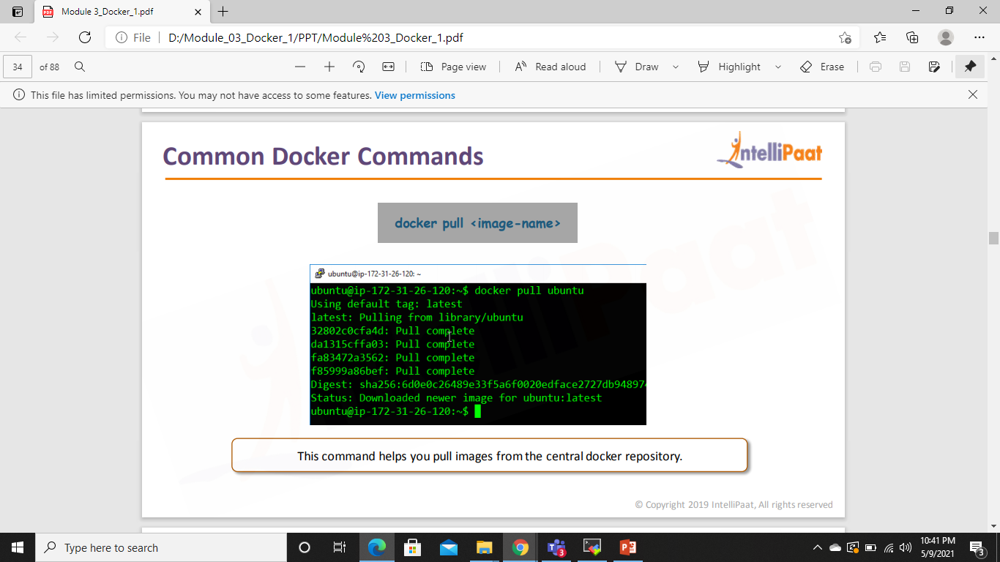 Module 3_Docker_1.pdf
File D:/Module_03_Docker_1/PPT/Module%203_Docker_1.pdf
34 of 88 Page view Read aloud Draw Highlight Erase
This file has limited permissions. You may not have access to some features. View permissions
Common Docker Commands
IntelliPaat
docker pull <image-name>
ubuntu@ip-172-31-26-120: ~
ubuntu@ip-172-31-26-120:~$ docker pull ubuntu
Using default tag: latest
latest: Pulling from library/ubuntu
32802c0cfa4d: Pull complete
da1315cffa03: Pull complete
fa83472a3562: Pull complete
f85999a86bef: Pull complete
Digest: sha256:6d0e0c26489e33f5a6f0020edface2727db94897
Status: Downloaded newer image for ubuntu:latest
ubuntu@ip-172-31-26-120:~$
This command helps you pull images from the central docker repository.
© Copyright 2019 IntelliPaat, All rights reserved
Type here to search
3
10:41 PM
5/9/2021
3